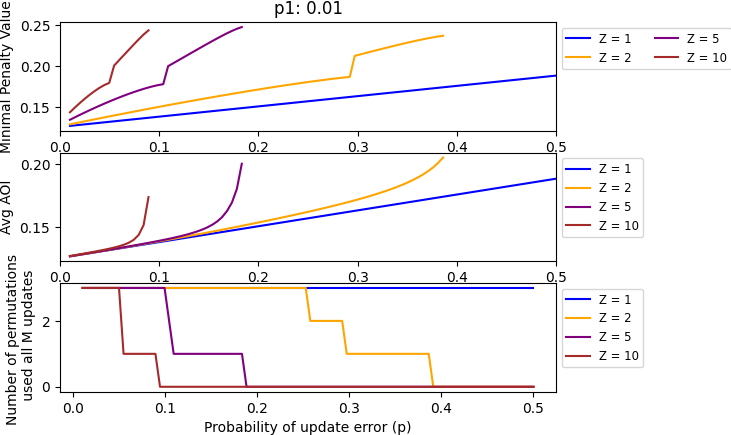 p1: 0.01
Minimal Penalty Value
0.25
0.20
0.15
0.0 0.1 0.2 0.3 0.4 0.5
Z = 1 Z = 5
Z = 2 Z = 10
Avg AOI
0.20
0.15
0.0 0.1 0.2 0.3 0.4 0.5
Z = 1
Z = 2
Z = 5
Z = 10
Number of permutations
used all M updates
2
0
0.0 0.1 0.2 0.3 0.4 0.5
Z = 1
Z = 2
Z = 5
Z = 10
Probability of update error (p)